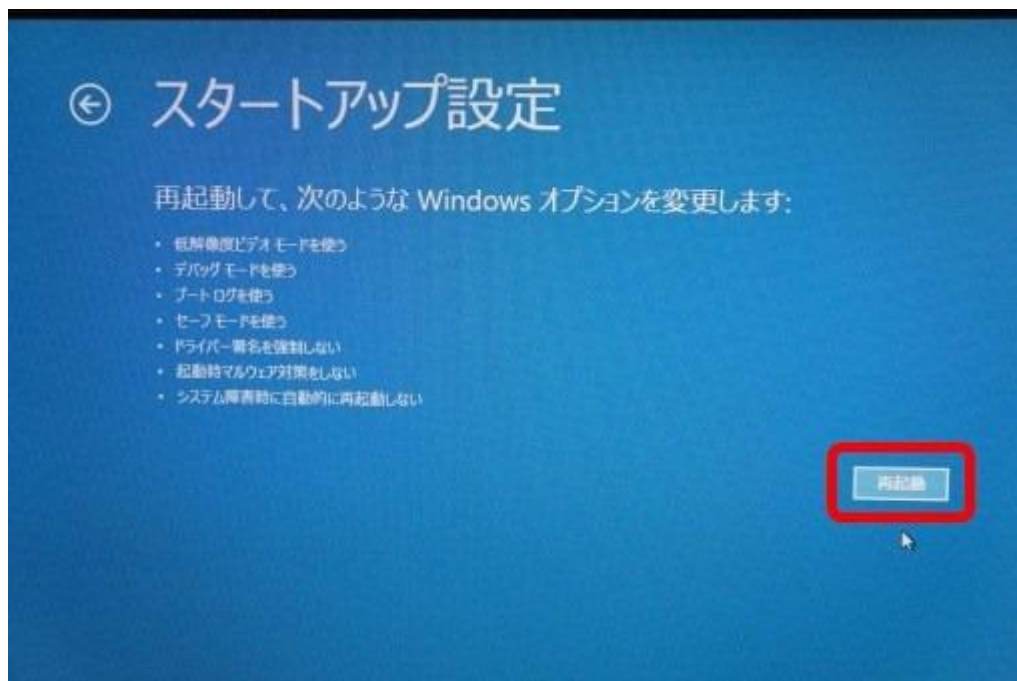 スタートアップ設定
再起動して、次のような Windows オプションを変更します:
• 低解像度ビデオ モードを使う
• デバッグ モードを使う
• ブート ログを使う
• セーフ モードを使う
• ドライバー署名を強制しない
• 起動時マルウェア対策をしない
• システム障害時に自動的に再起動しない
再起動